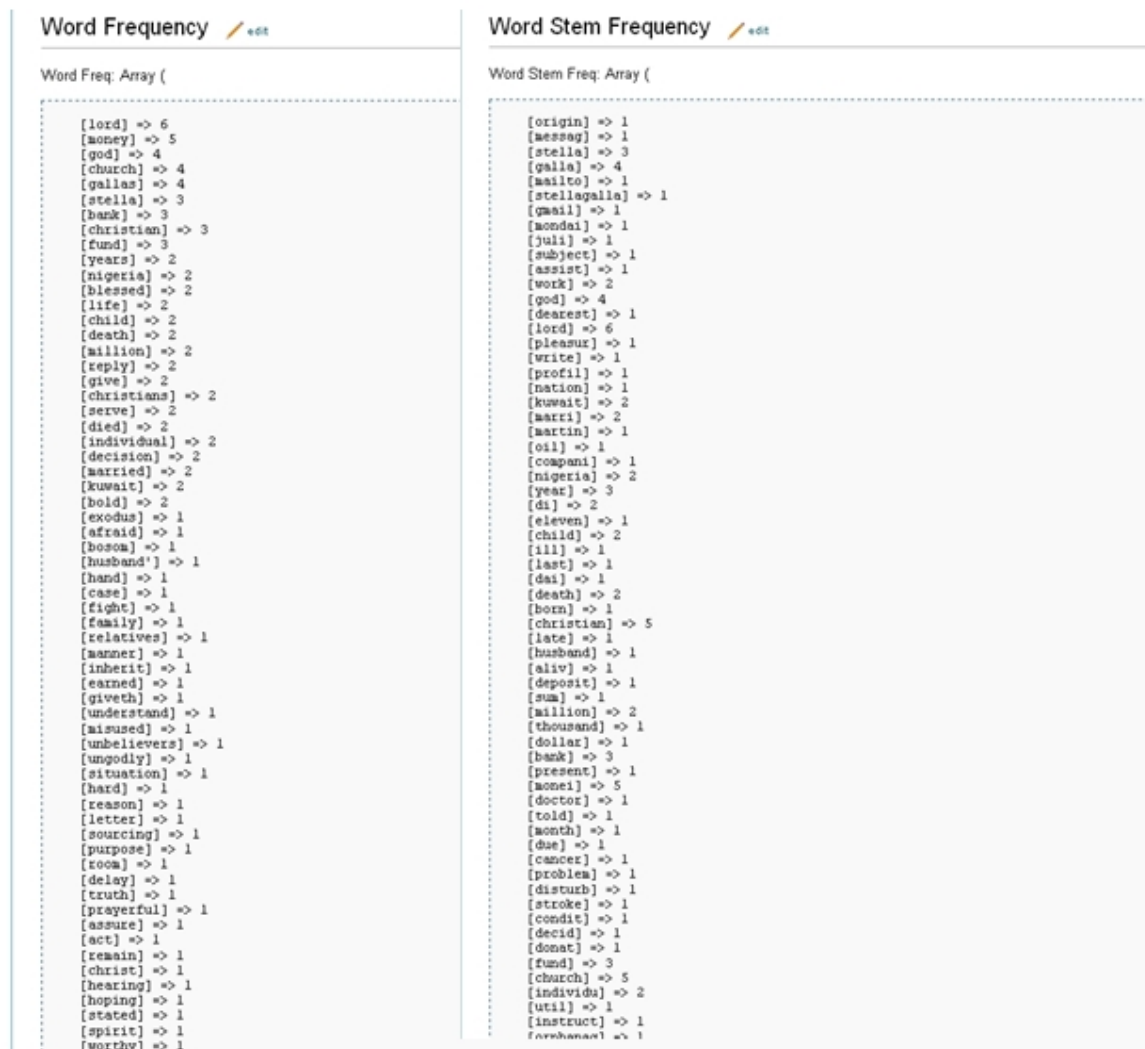 Word Frequency edit
Word Freq: Array (
[lord] => 6
[money] => 5
[god] => 4
[church] => 4
[gallas] => 4
[stella] => 3
[bank] => 3
[christian] => 3
[fund] => 3
[years] => 2
[nigeria] => 2
[blessed] => 2
[life] => 2
[child] => 2
[death] => 2
[million] => 2
[reply] => 2
[give] => 2
[christians] => 2
[serve] => 2
[died] => 2
[individual] => 2
[decision] => 2
[married] => 2
[kuwait] => 2
[bold] => 2
[exodus] => 1
[afraid] => 1
[bosom] => 1
[husband'] => 1
[hand] => 1
[case] => 1
[fight] => 1
[family] => 1
[relatives] => 1
[manner] => 1
[inherit] => 1
[earned] => 1
[giveth] => 1
[understand] => 1
[misused] => 1
[unbelievers] => 1
[ungodly] => 1
[situation] => 1
[hard] => 1
[reason] => 1
[letter] => 1
[sourcing] => 1
[purpose] => 1
[room] => 1
[delay] => 1
[truth] => 1
[prayerful] => 1
[assure] => 1
[act] => 1
[remain] => 1
[christ] => 1
[hearing] => 1
[hoping] => 1
[stated] => 1
[spirit] => 1
[worthy] => 1
Word Stem Frequency edit
Word Stem Freq: Array (
[origin] => 1
[messag] => 1
[stella] => 3
[galla] => 4
[mailto] => 1
[stellagalla] => 1
[gmail] => 1
[mondai] => 1
[juli] => 1
[subject] => 1
[assist] => 1
[work] => 2
[god] => 4
[dearest] => 1
[lord] => 6
[pleasur] => 1
[write] => 1
[profil] => 1
[nation] => 1
[kuwait] => 2
[marri] => 2
[martin] => 1
[oil] => 1
[compani] => 1
[nigeria] => 2
[year] => 3
[di] => 2
[eleven] => 1
[child] => 2
[ill] => 1
[last] => 1
[dai] => 1
[death] => 2
[born] => 1
[christian] => 5
[late] => 1
[husband] => 1
[aliv] => 1
[deposit] => 1
[sum] => 1
[million] => 2
[thousand] => 1
[dollar] => 1
[bank] => 3
[present] => 1
[monei] => 5
[doctor] => 1
[told] => 1
[month] => 1
[due] => 1
[cancer] => 1
[problem] => 1
[disturb] => 1
[stroke] => 1
[condit] => 1
[decid] => 1
[donat] => 1
[fund] => 3
[church] => 5
[individu] => 2
[util] => 1
[instruct] => 1
[orphanag] => 1